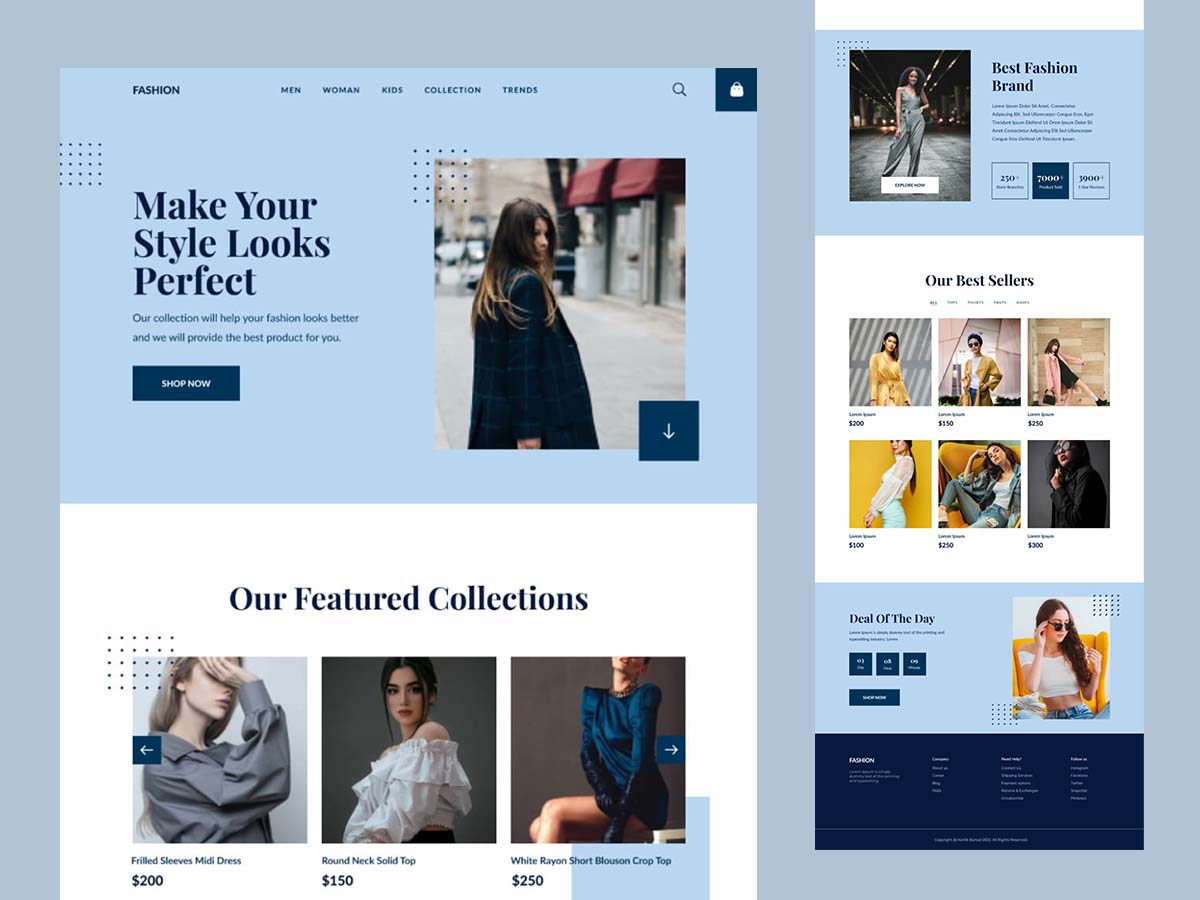 FASHION
MEN WOMAN KIDS COLLECTION TRENDS
Make Your
Style Looks
Perfect
Our collection will help your fashion looks better
and we will provide the best product for you.
SHOP NOW
Our Featured Collections
Frilled Sleeves Midi Dress
$200
Round Neck Solid Top
$150
White Rayon Short Blouson Crop Top
$250
Best Fashion
Brand
Lorem Ipsum Dolor Sit Amet, Consectetur
Adipiscing Elit. Sed Ullamcorper Congue Eros, Eget
Tincidunt Ipsum Eleifend Ut Orem Ipsum Dolor Sit
Amet Consectetur Adipiscing Elit Sed Ullamcorper
Congue Eros Eleifend Ut Ipsum .
EXPLORE NOW
250+
Store Branches
7000+
Product Sold
3900+
5 Star Reviws
Our Best Sellers
ALL TOPS TSHIRTS PANTS SHOES
Lorem Ipsum
$200
Lorem Ipsum
$150
Lorem Ipsum
$250
Lorem Ipsum
$100
Lorem Ipsum
$250
Lorem Ipsum
$300
Deal Of The Day
Lorem Ipsum is simply dummy text of the printing and
typesetting industry. Lorem
03
Day
08
Hour
09
Minute
SHOP NOW
FASHION
Lorem Ipsum is simply
dummy text of the printing
and typesetting
Company
About us
Career
Blog
FAQs
Need Help?
Contact Us
Shipping Services
Payment options
Returns & Exchanges
Unsubscribe
Follow us
Instagram
Facebook
Twitter
Snapchat
Pinterest
2022. All Rights Reserved.